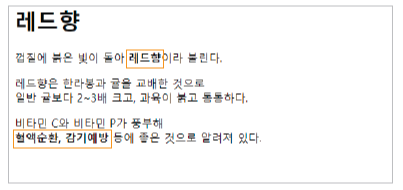 레드향
껍질에 붉은 빛이 돌아 레드향이라 불린다.
레드향은 한라봉과 귤을 교배한 것으로
일반 귤보다 2~3배 크고, 과육이 붉고 통통하다.
비타민 C와 비타민 P가 풍부해
혈액순환, 감기예방 등에 좋은 것으로 알려져 있다.